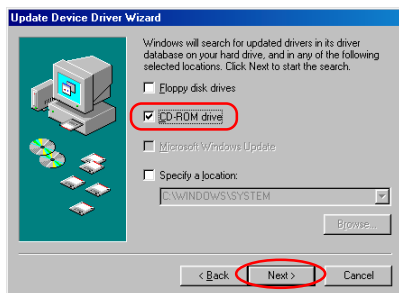 Update Device Driver Wizard
Windows will search for updated drivers in its driver
database on your hard drive, and in any of the following
selected locations. Click Next to start the search.
Floppy disk drives
CD-ROM drive
Microsoft Windows Update
Specify a location:
C:\WINDOWS\SYSTEM
Browse...
< Back
Next >
Cancel